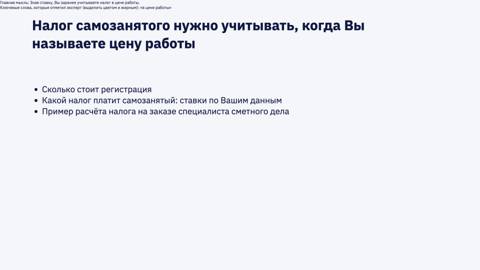 Главная мысль: Зная ставку, Вы заранее учитываете налог в цене работы.
Ключевые слова, которые отметил эксперт (выделить цветом и жирным): «в цене работы»
Налог самозанятого нужно учитывать, когда Вы
называете цену работы
• Сколько стоит регистрация
• Какой налог платит самозанятый: ставки по Вашим данным
• Пример расчёта налога на заказе специалиста сметного дела